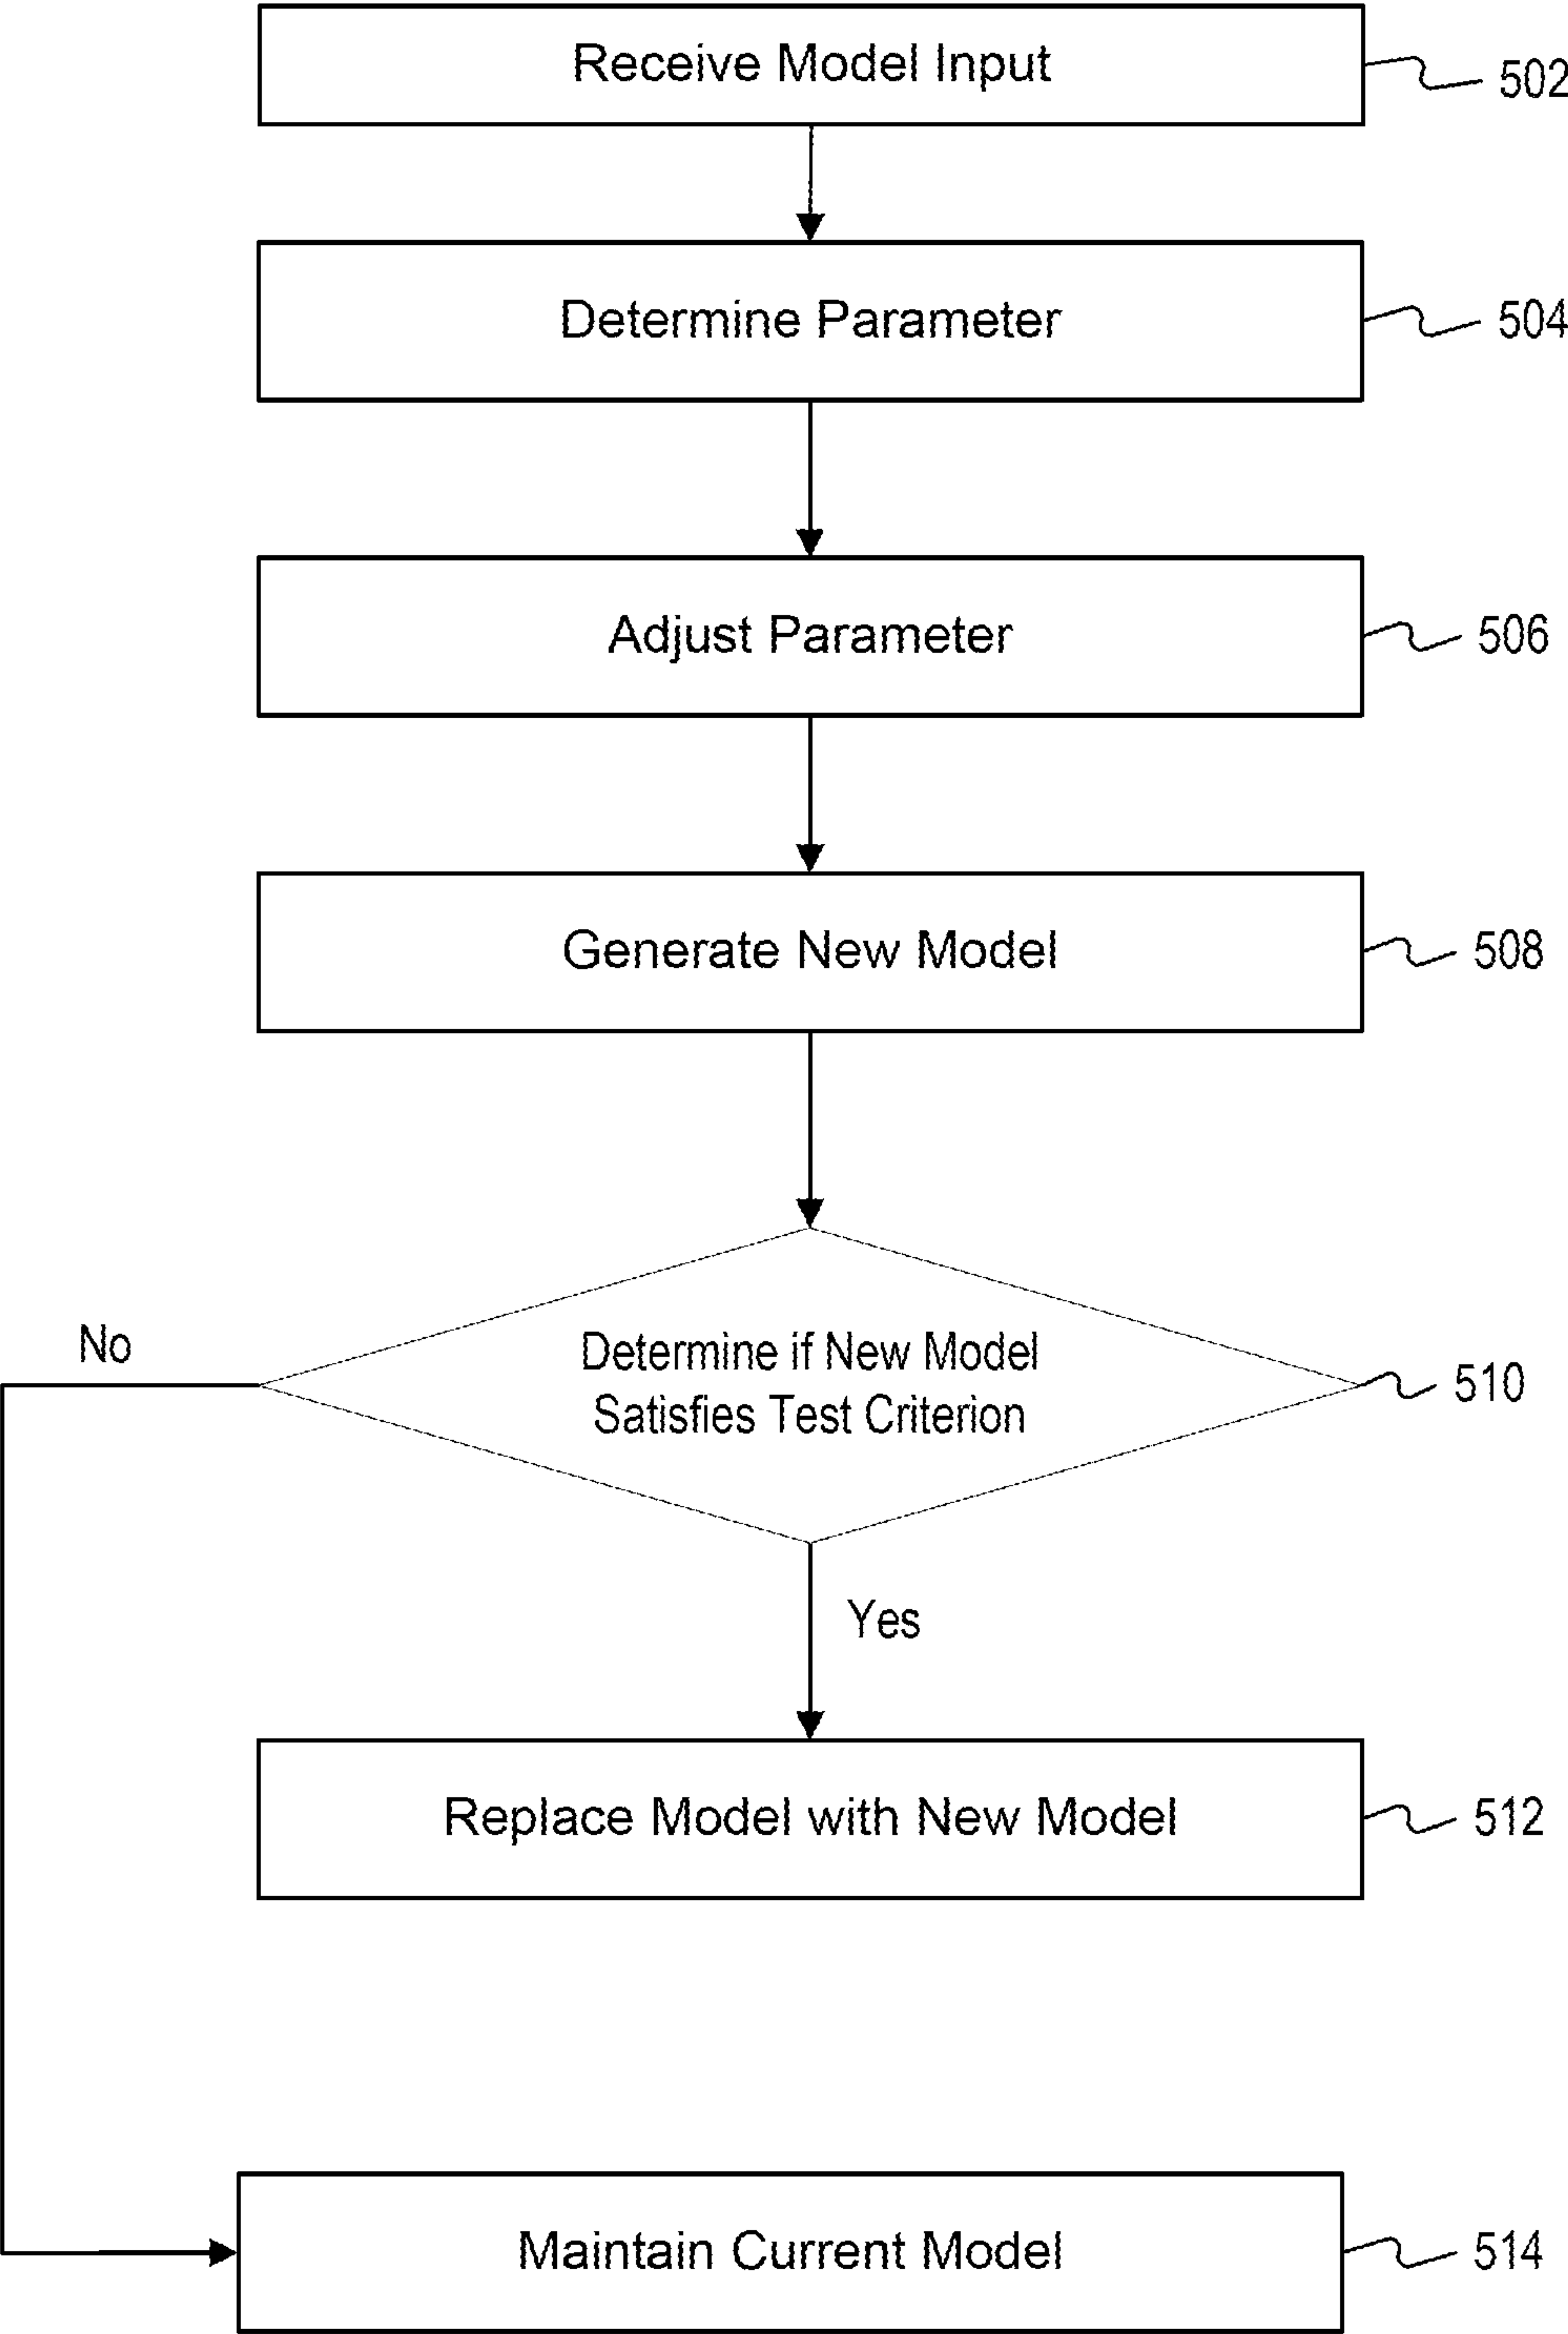 Receive Model Input
502
Determine Parameter
504
Adjust Parameter
506
Generate New Model
508
No
Determine if New Model
Satisfies Test Criterion
510
Yes
Replace Model with New Model
512
Maintain Current Model
514